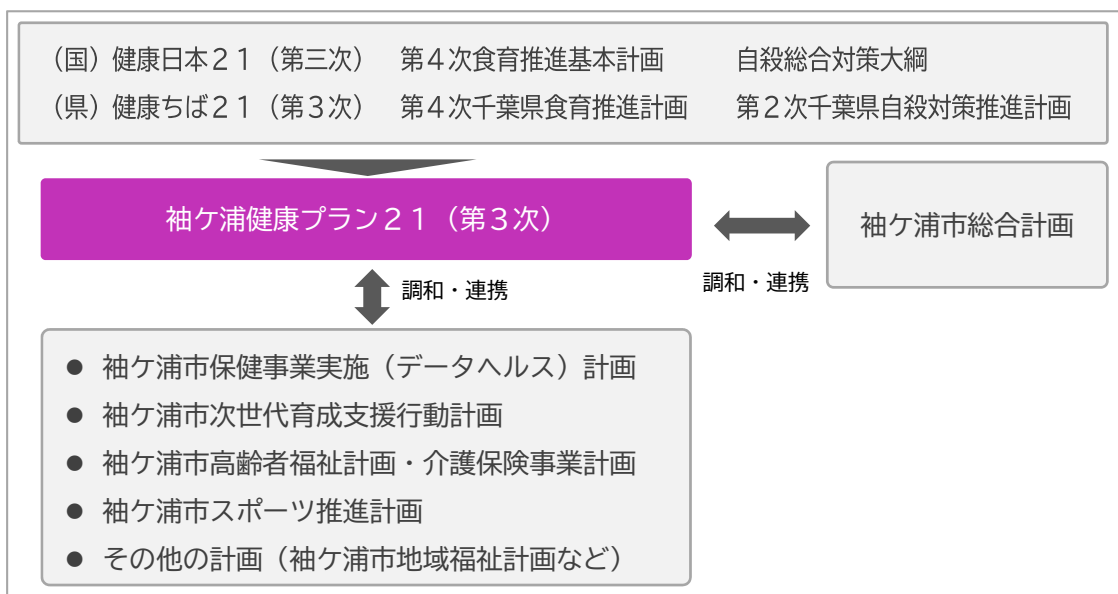 （国）健康日本２１（第三次）　第４次食育推進基本計画　自殺総合対策大綱
（県）健康ちば２１（第３次）　第４次千葉県食育推進計画　第２次千葉県自殺対策推進計画
袖ケ浦健康プラン２１（第３次）
袖ケ浦市総合計画
調和・連携
調和・連携
● 袖ケ浦市保健事業実施（データヘルス）計画
● 袖ケ浦市次世代育成支援行動計画
● 袖ケ浦市高齢者福祉計画・介護保険事業計画
● 袖ケ浦市スポーツ推進計画
● その他の計画（袖ケ浦市地域福祉計画など）